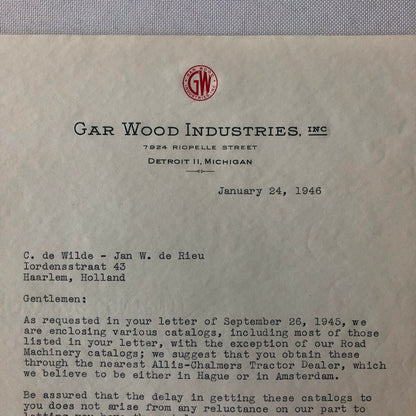 GW
GAR WOOD INDUSTRIES, INC
7924 RIOPELLE STREET
DETROIT 11, MICHIGAN
January 24, 1946
C. de Wilde - Jan W. de Rieu
Iordensstraat 43
Haarlem, Holland
Gentlemen:
As requested in your letter of September 26, 1945, we
are enclosing various catalogs, including most of those
listed in your letter, with the exception of our Road
Machinery catalogs; we suggest that you obtain these
through the nearest Allis-Chalmers Tractor Dealer, which
we believe to be either in Hague or in Amsterdam.
Be assured that the delay in getting these catalogs to
you does not arise from any reluctance on our part to